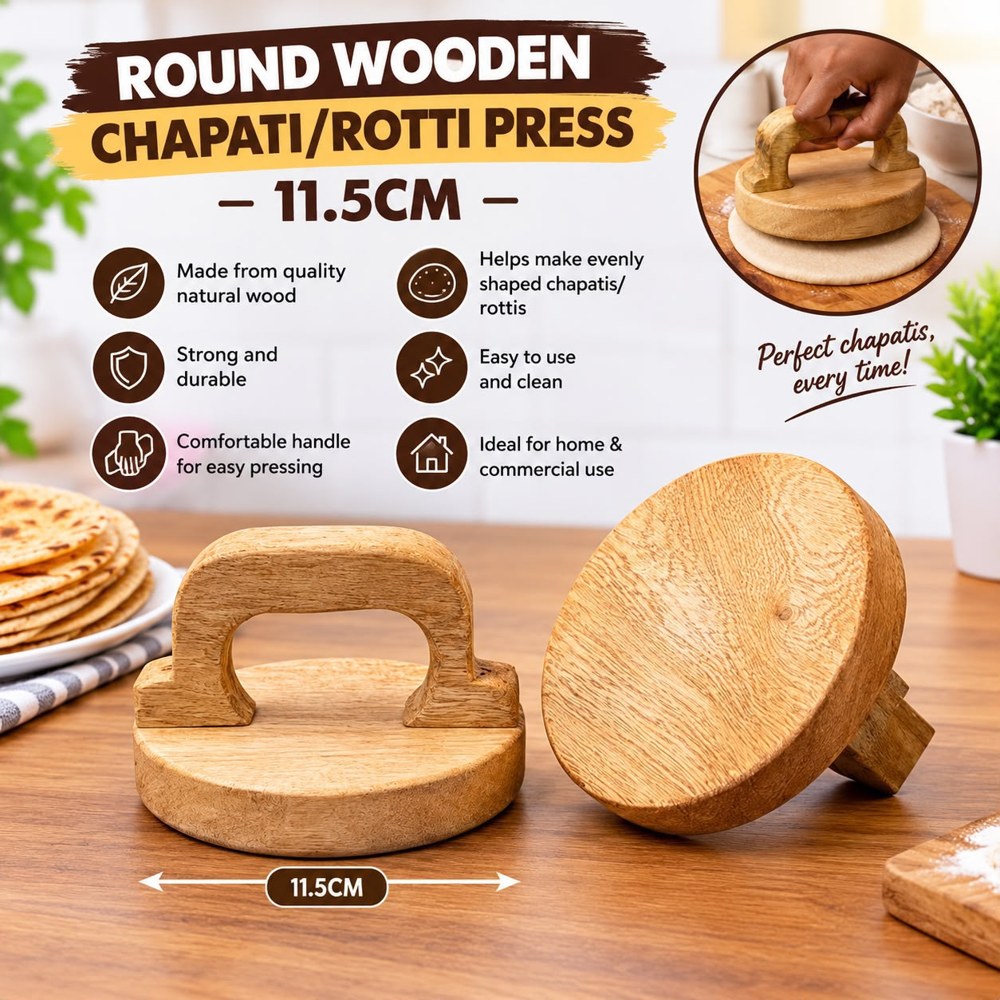 ROUND WOODEN
CHAPATI/ROTTI PRESS
– 11.5CM –
Made from quality
natural wood
Strong and
durable
Comfortable handle
for easy pressing
Helps make evenly
shaped chapatis/
rottis
Easy to use
and clean
Ideal for home &
commercial use
Perfect chapatis,
every time!
11.5CM